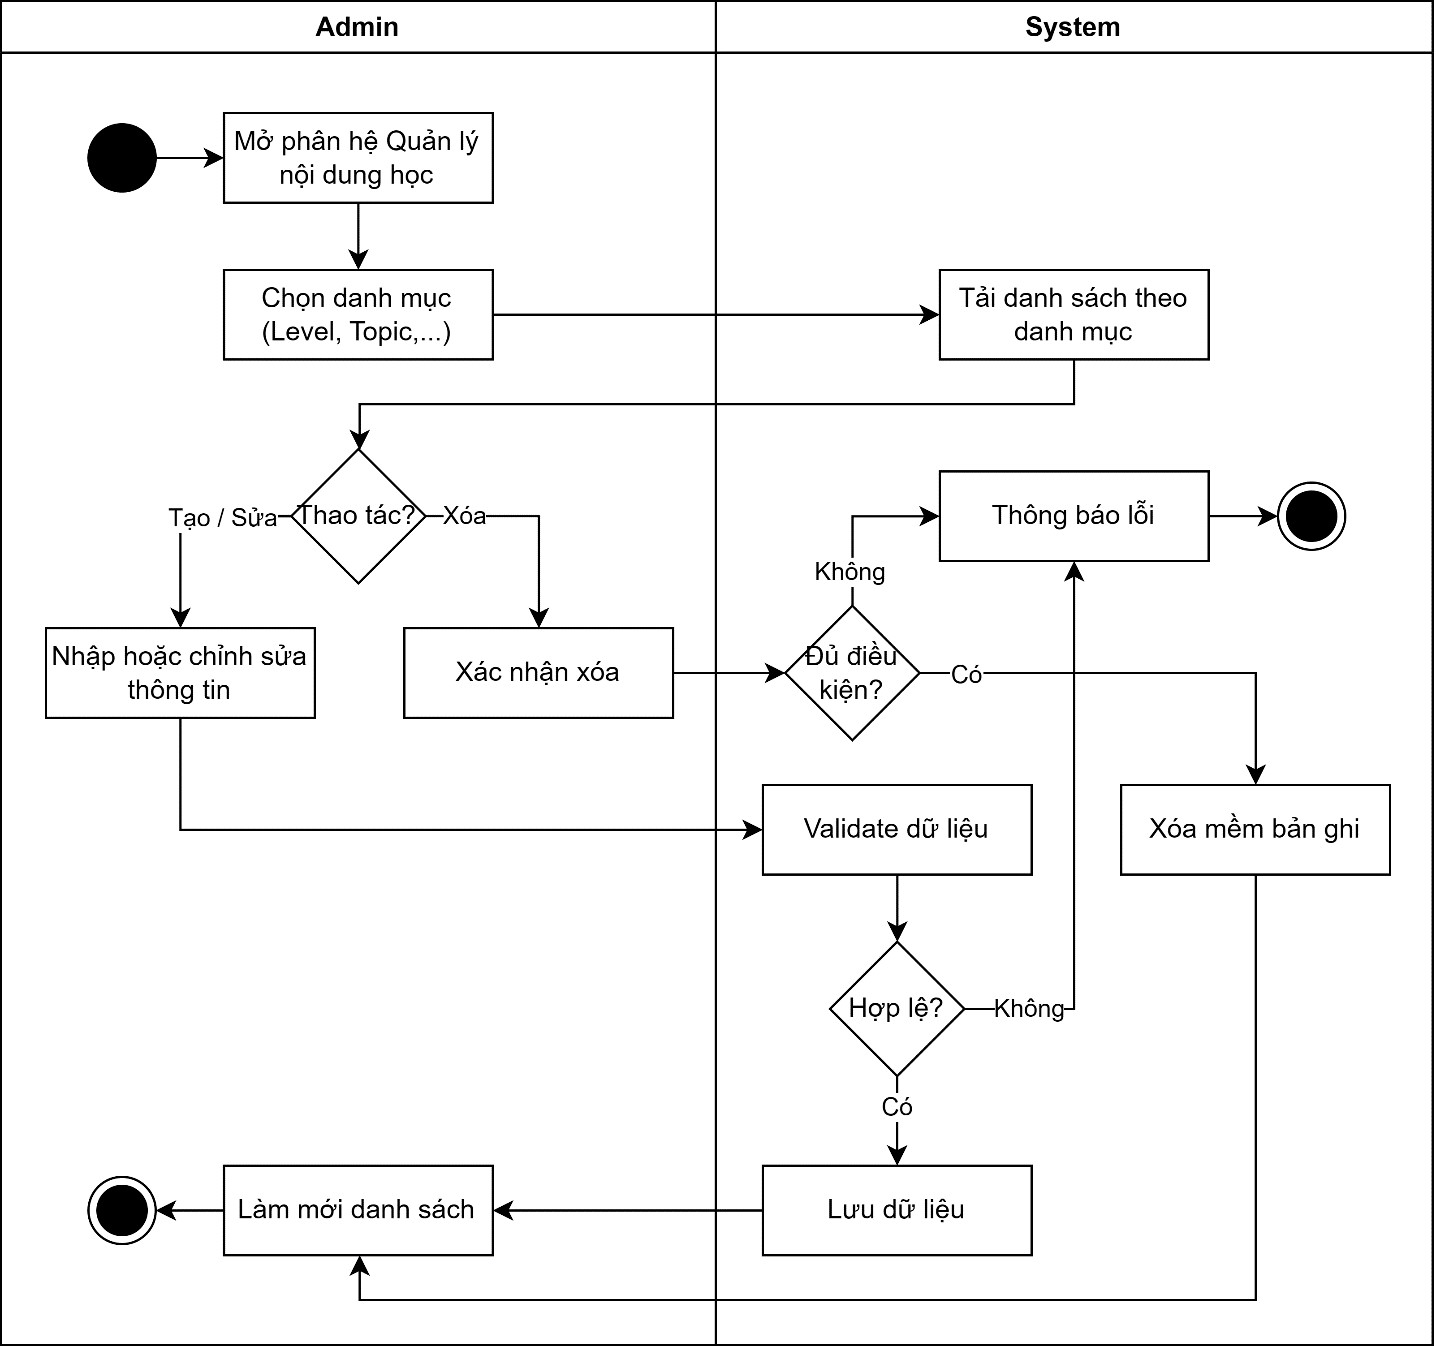 Admin
System
Mở phân hệ Quản lý
nội dung học
Chọn danh mục
(Level, Topic,...)
Tải danh sách theo
danh mục
Thao tác?
Tạo / Sửa
Xóa
Thông báo lỗi
Không
Nhập hoặc chỉnh sửa
thông tin
Xác nhận xóa
Đủ điều
kiện?
Có
Validate dữ liệu
Xóa mềm bản ghi
Hợp lệ?
Không
Có
Làm mới danh sách
Lưu dữ liệu